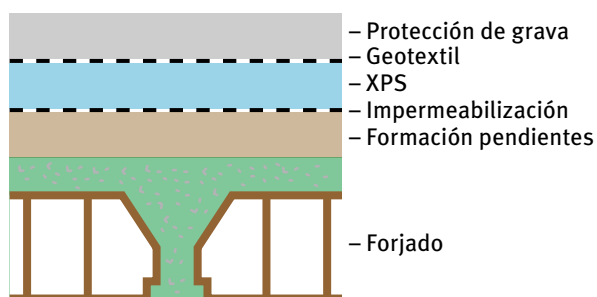 – Protección de grava
– Geotextil
– XPS
– Impermeabilización
– Formación pendientes
– Forjado